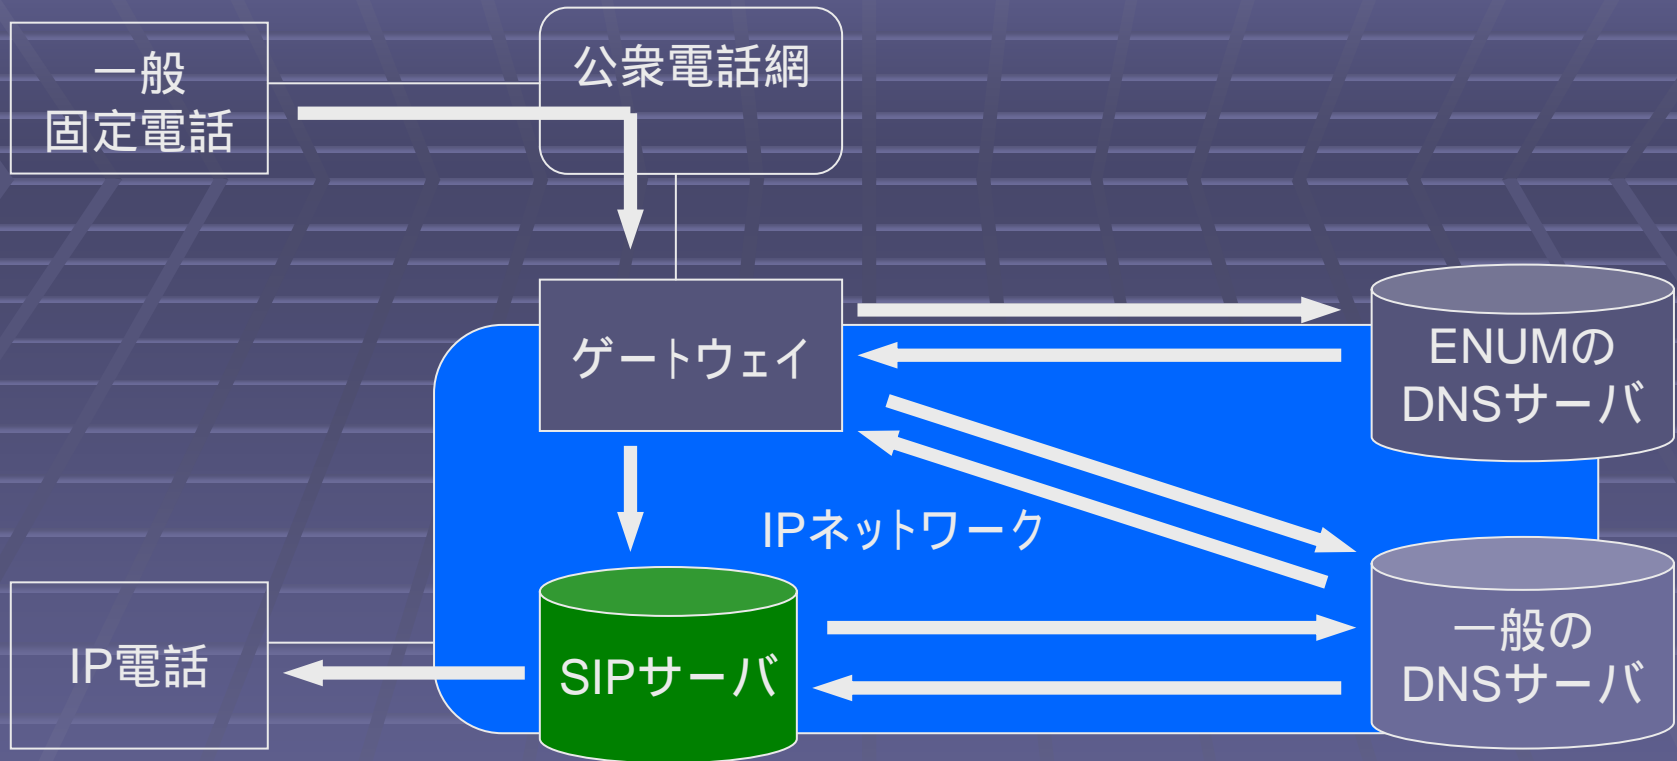 一般
固定電話
公衆電話網
ゲートウェイ
ENUMの
DNSサーバ
IPネットワーク
IP電話
SIPサーバ
一般の
DNSサーバ